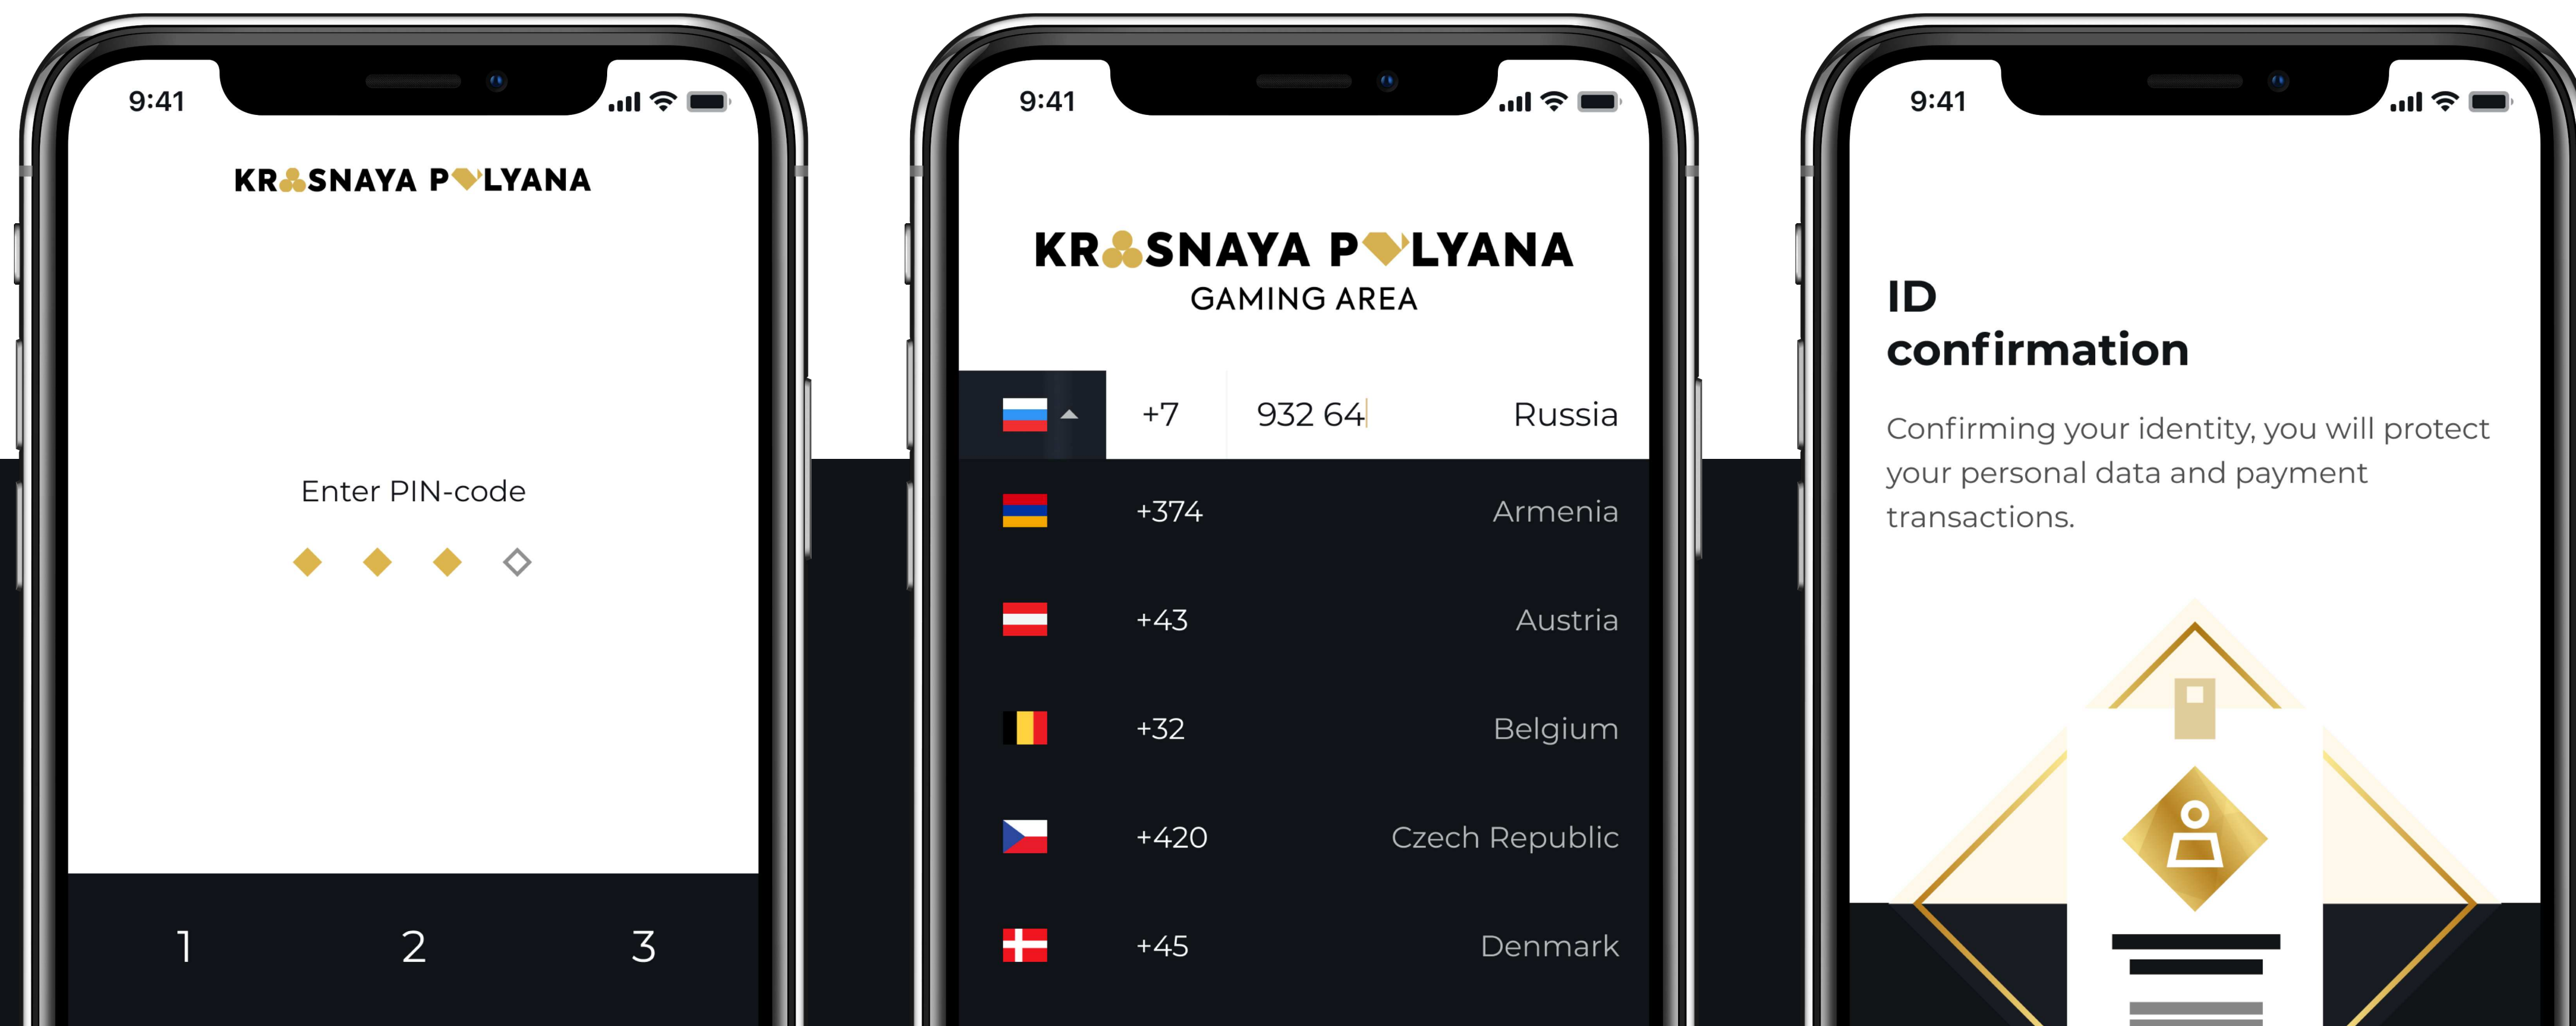 9:41
KRASNAYA POLYANA
Enter PIN-code
1 2 3
9:41
KRASNAYA POLYANA
GAMING AREA
+7 932 64 Russia
+374 Armenia
+43 Austria
+32 Belgium
+420 Czech Republic
+45 Denmark
9:41
ID
confirmation
Confirming your identity, you will protect
your personal data and payment
transactions.